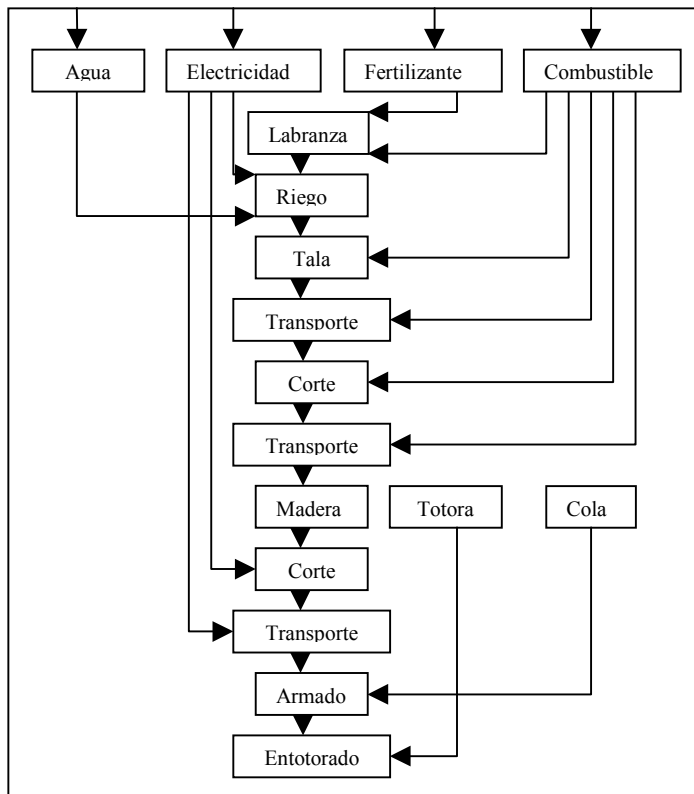 Agua
Electricidad
Fertilizante
Combustible
Labranza
Riego
Tala
Transporte
Corte
Transporte
Madera
Totora
Cola
Corte
Transporte
Armado
Entotorado